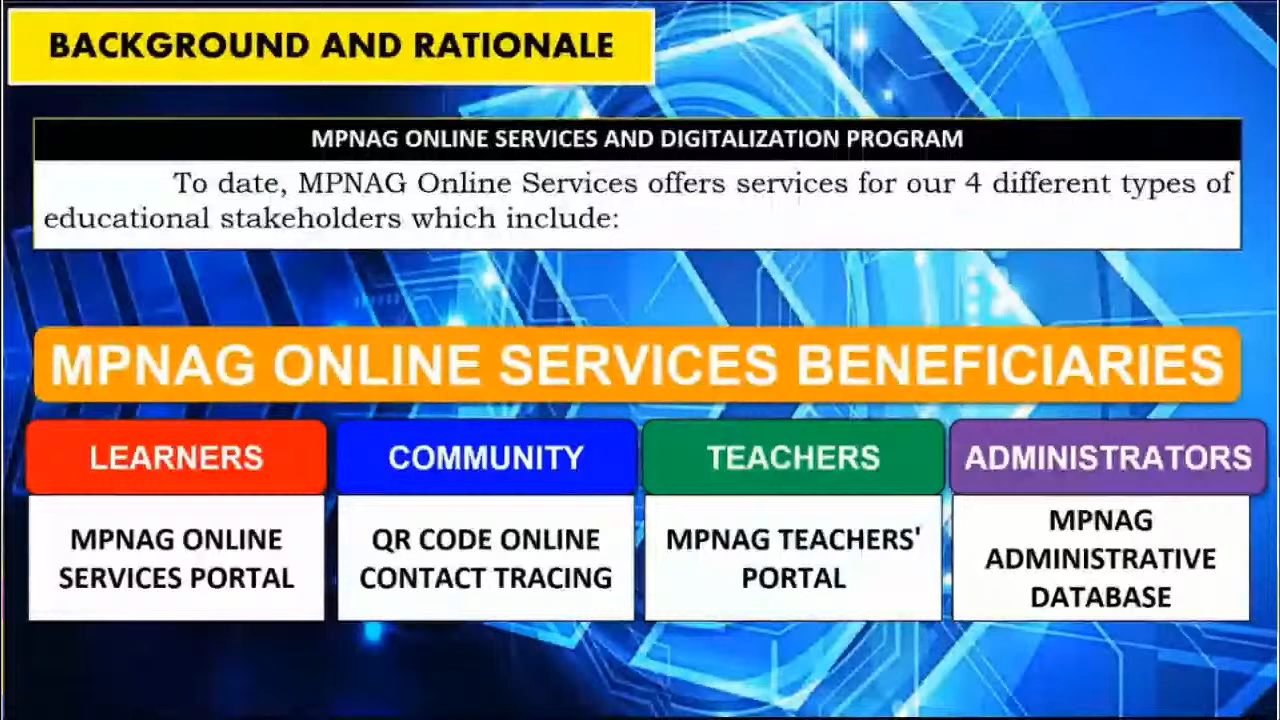 BACKGROUND AND RATIONALE
MPNAG ONLINE SERVICES AND DIGITALIZATION PROGRAM
To date, MPNAG Online Services offers services for our 4 different types of
educational stakeholders which include:
MPNAG ONLINE SERVICES BENEFICIARIES
LEARNERS
MPNAG ONLINE
SERVICES PORTAL
COMMUNITY
QR CODE ONLINE
CONTACT TRACING
TEACHERS
MPNAG TEACHERS'
PORTAL
ADMINISTRATORS
MPNAG
ADMINISTRATIVE
DATABASE